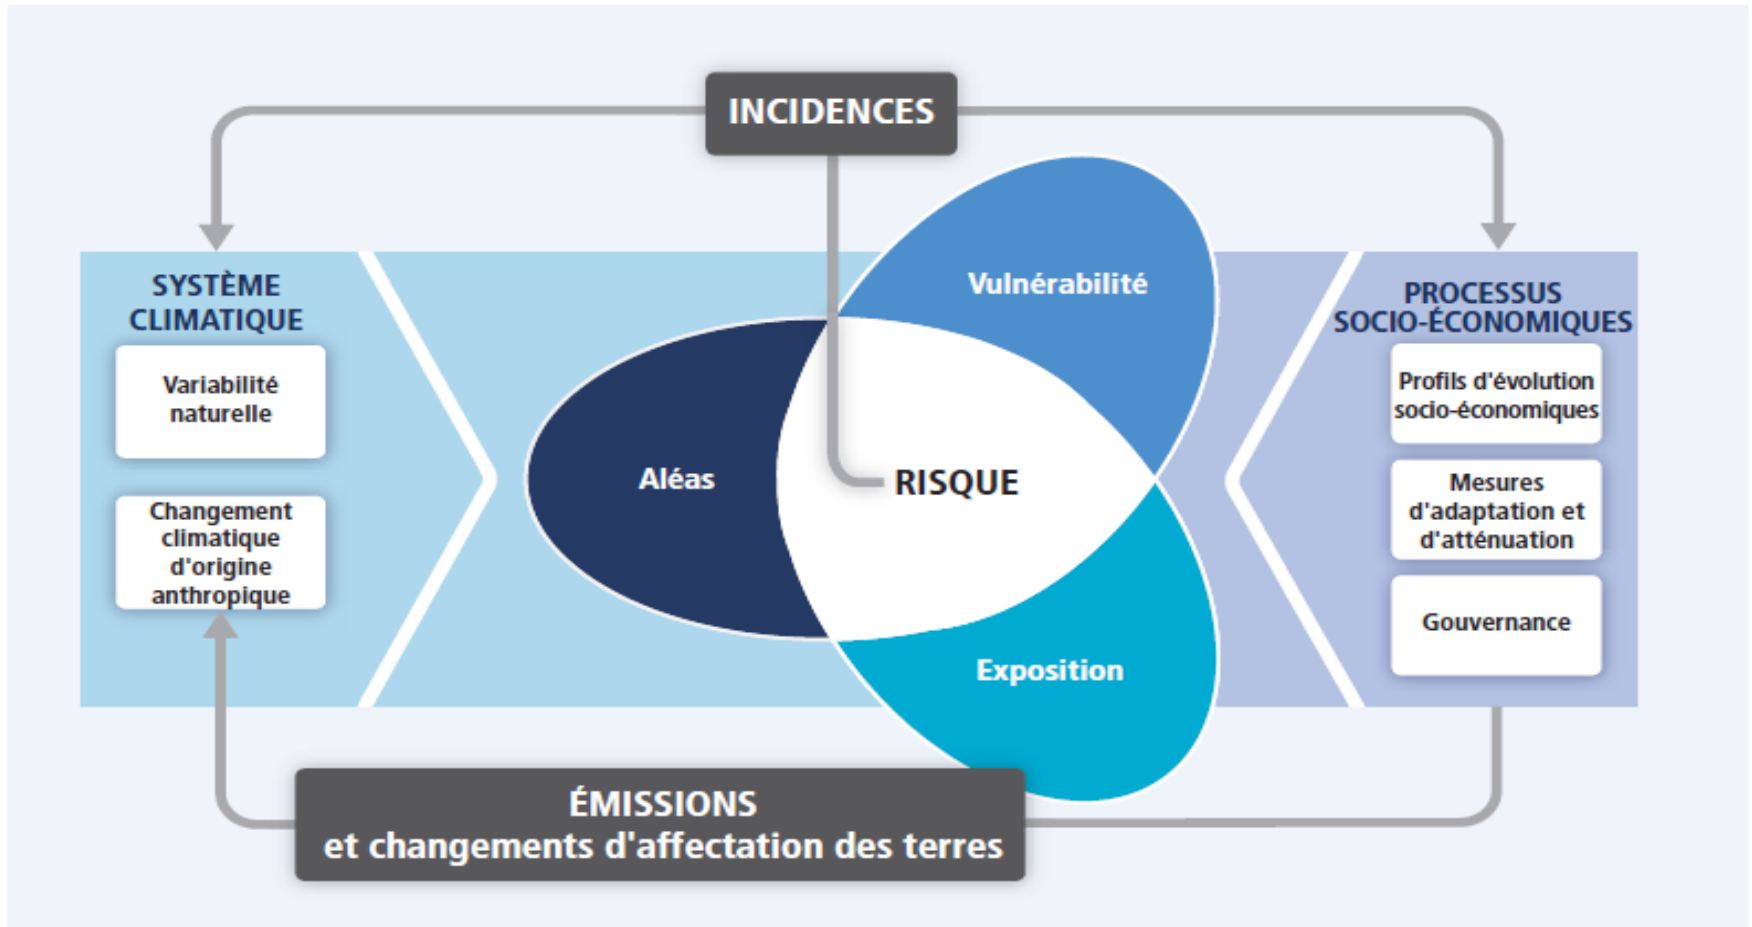 INCIDENCES
SYSTÈME
CLIMATIQUE
Variabilité
naturelle
Changement
climatique
d'origine
anthropique
Vulnérabilité
Aléas
RISQUE
Exposition
PROCESSUS
SOCIO-ÉCONOMIQUES
Profils d'évolution
socio-économiques
Mesures
d'adaptation et
d'atténuation
Gouvernance
ÉMISSIONS
et changements d'affectation des terres